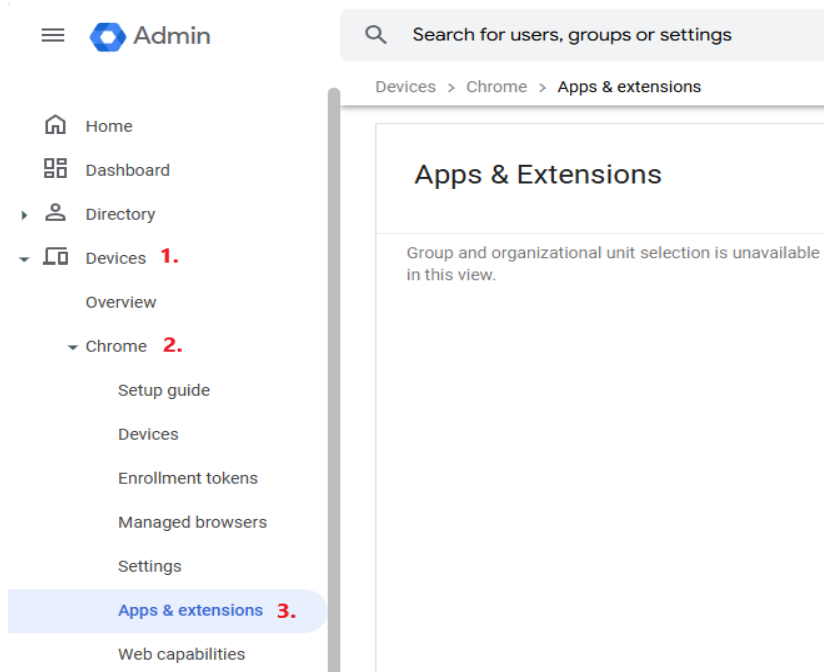 Admin
Search for users, groups or settings
Devices > Chrome > Apps & extensions
Home
Dashboard
Directory
Devices 1.
Overview
Chrome 2.
Setup guide
Devices
Enrollment tokens
Managed browsers
Settings
Apps & extensions 3.
Web capabilities
Apps & Extensions
Group and organizational unit selection is unavailable
in this view.